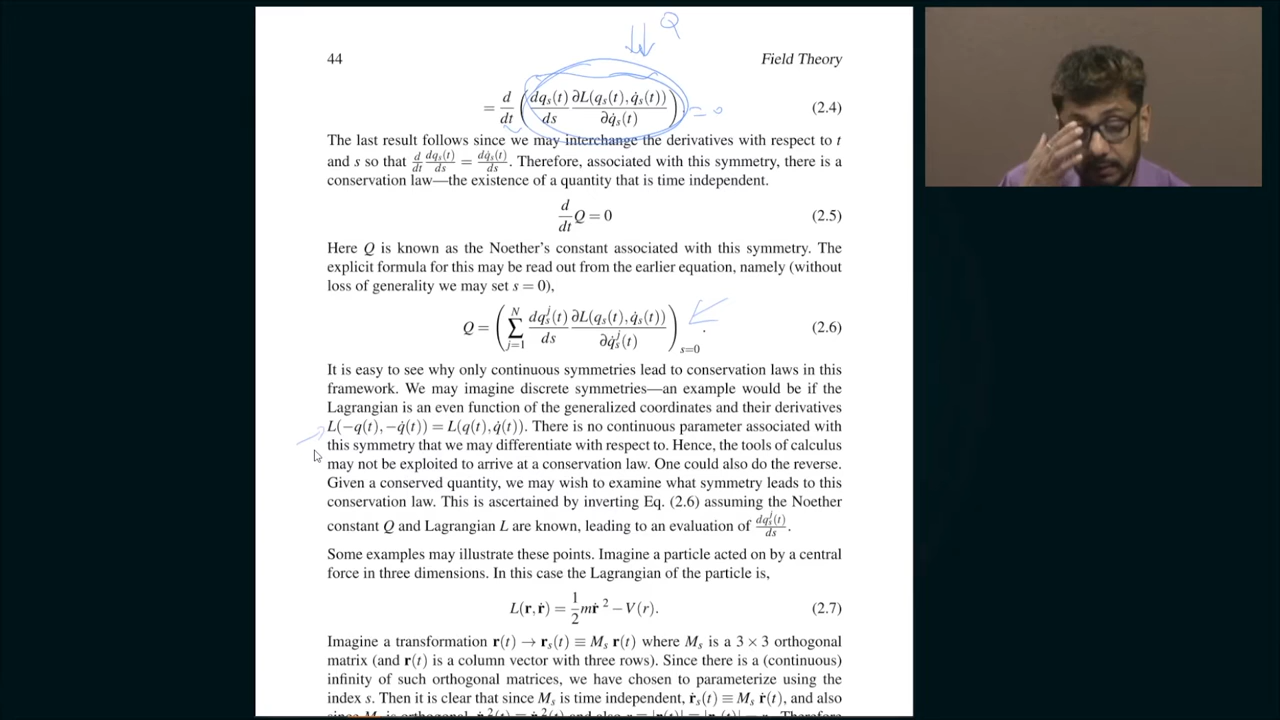 Q
44 Field Theory
= d/dt ( dq_s(t)/ds ∂L(q_s(t), q̇_s(t))/∂q̇_s(t) ) = 0 (2.4)
The last result follows since we may interchange the derivatives with respect to t
and s so that d/dt dq_s(t)/ds = dq̇_s(t)/ds. Therefore, associated with this symmetry, there is a
conservation law—the existence of a quantity that is time independent.
d/dt Q = 0 (2.5)
Here Q is known as the Noether's constant associated with this symmetry. The
explicit formula for this may be read out from the earlier equation, namely (without
loss of generality we may set s = 0),
Q = ( ∑_{j=1}^{N} dq_s^j(t)/ds ∂L(q_s(t), q̇_s(t))/∂q̇_s^j(t) )_{s=0} . (2.6)
It is easy to see why only continuous symmetries lead to conservation laws in this
framework. We may imagine discrete symmetries—an example would be if the
Lagrangian is an even function of the generalized coordinates and their derivatives
L(−q(t), −q̇(t)) = L(q(t), q̇(t)). There is no continuous parameter associated with
this symmetry that we may differentiate with respect to. Hence, the tools of calculus
may not be exploited to arrive at a conservation law. One could also do the reverse.
Given a conserved quantity, we may wish to examine what symmetry leads to this
conservation law. This is ascertained by inverting Eq. (2.6) assuming the Noether
constant Q and Lagrangian L are known, leading to an evaluation of dq_s^j(t)/ds.
Some examples may illustrate these points. Imagine a particle acted on by a central
force in three dimensions. In this case the Lagrangian of the particle is,
L(r, ṙ) = 1/2 mṙ² − V(r). (2.7)
Imagine a transformation r(t) → r_s(t) ≡ M_s r(t) where M_s is a 3 × 3 orthogonal
matrix (and r(t) is a column vector with three rows). Since there is a (continuous)
infinity of such orthogonal matrices, we have chosen to parameterize using the
index s. Then it is clear that since M_s is time independent, ṙ_s(t) ≡ M_s ṙ(t), and also